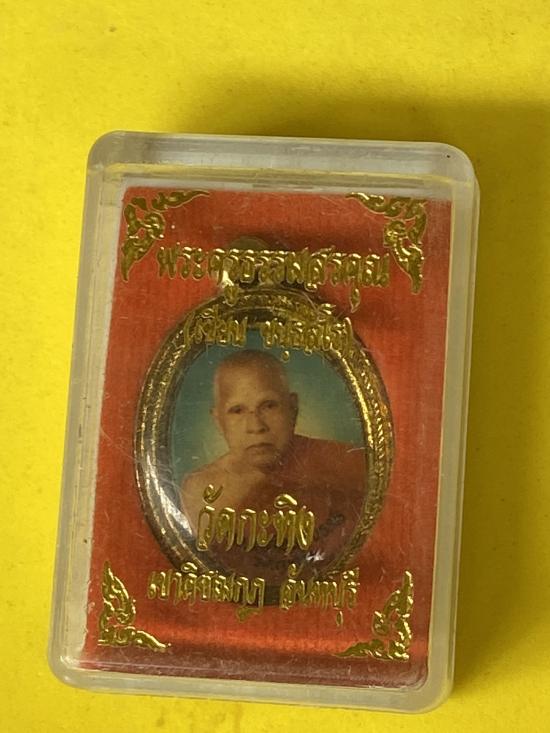 พระครูธรรมสรคุณ
(เขียน ขนฺธสโร)
วัดกะทิง
เขาคิชฌกูฏ จันทบุรี